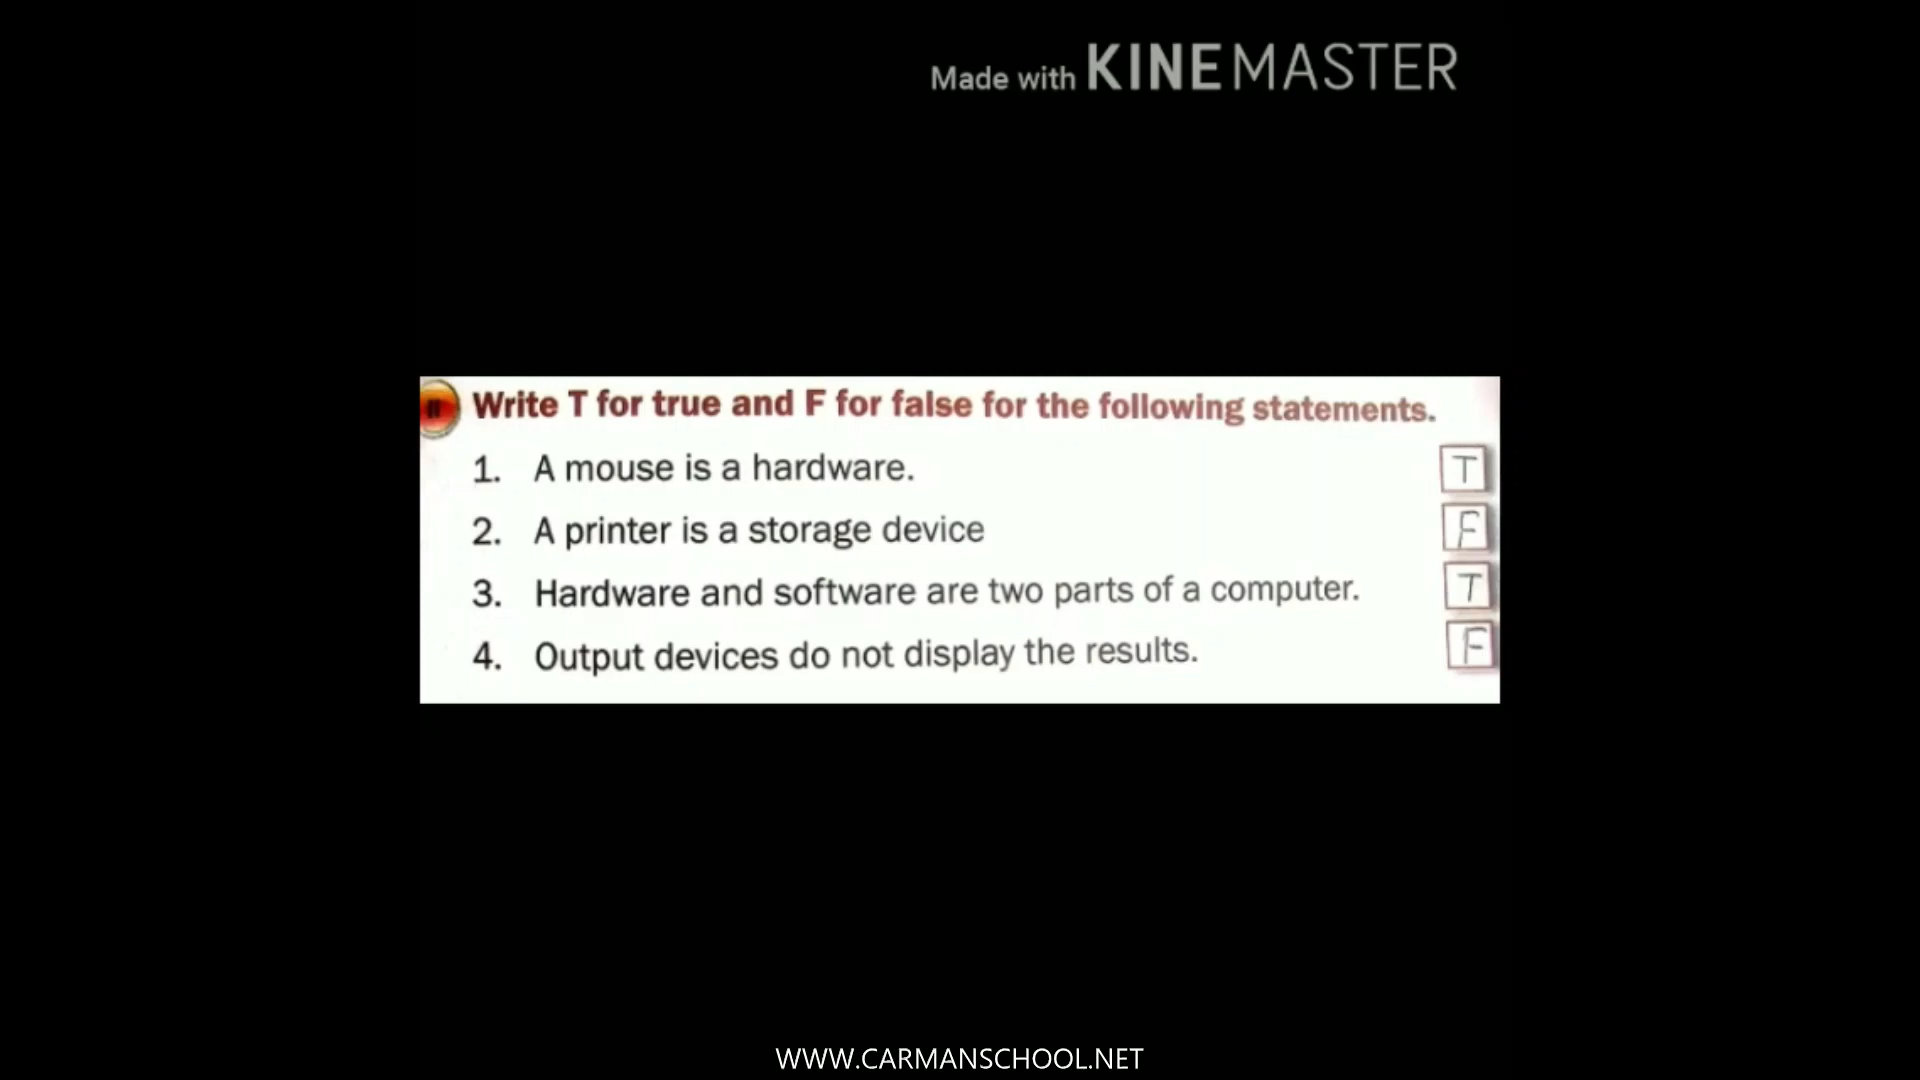 Made with KINEMASTER
II Write T for true and F for false for the following statements.
1. A mouse is a hardware. T
2. A printer is a storage device F
3. Hardware and software are two parts of a computer. T
4. Output devices do not display the results. F
WWW.CARMANSCHOOL.NET